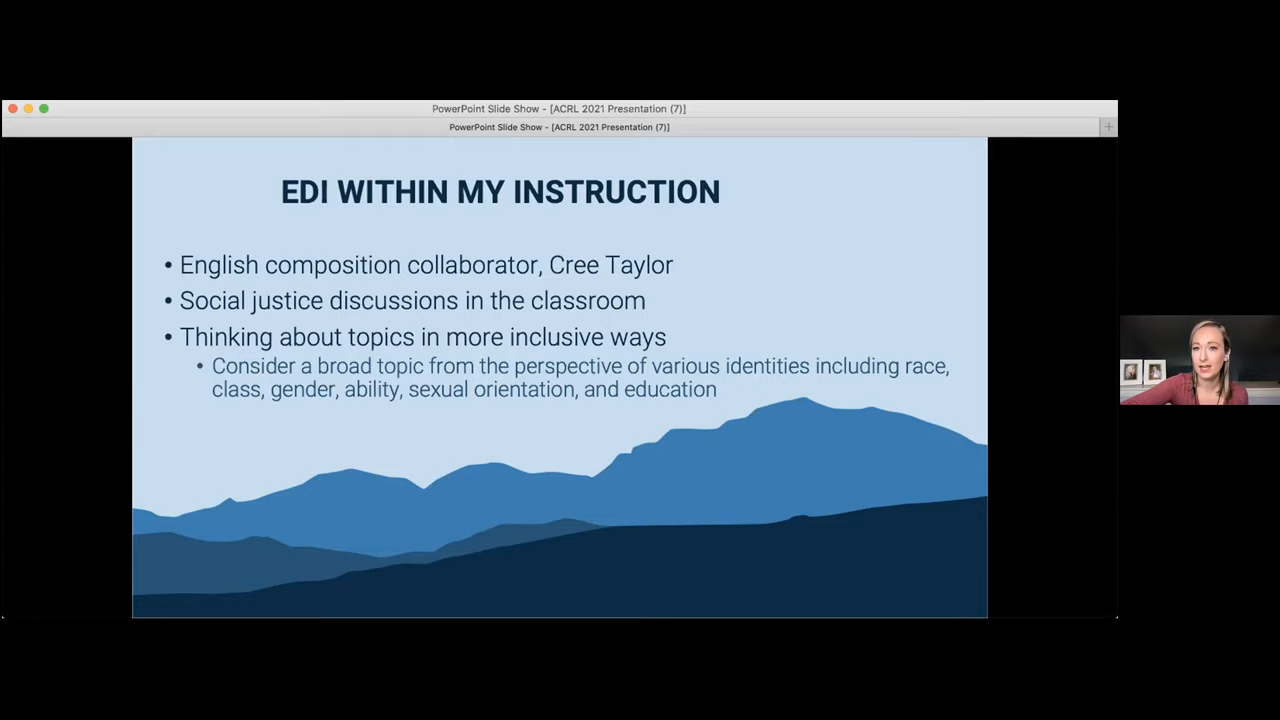 PowerPoint Slide Show - [ACRL 2021 Presentation (7)]
PowerPoint Slide Show - [ACRL 2021 Presentation (7)]
EDI WITHIN MY INSTRUCTION
• English composition collaborator, Cree Taylor
• Social justice discussions in the classroom
• Thinking about topics in more inclusive ways
• Consider a broad topic from the perspective of various identities including race,
class, gender, ability, sexual orientation, and education